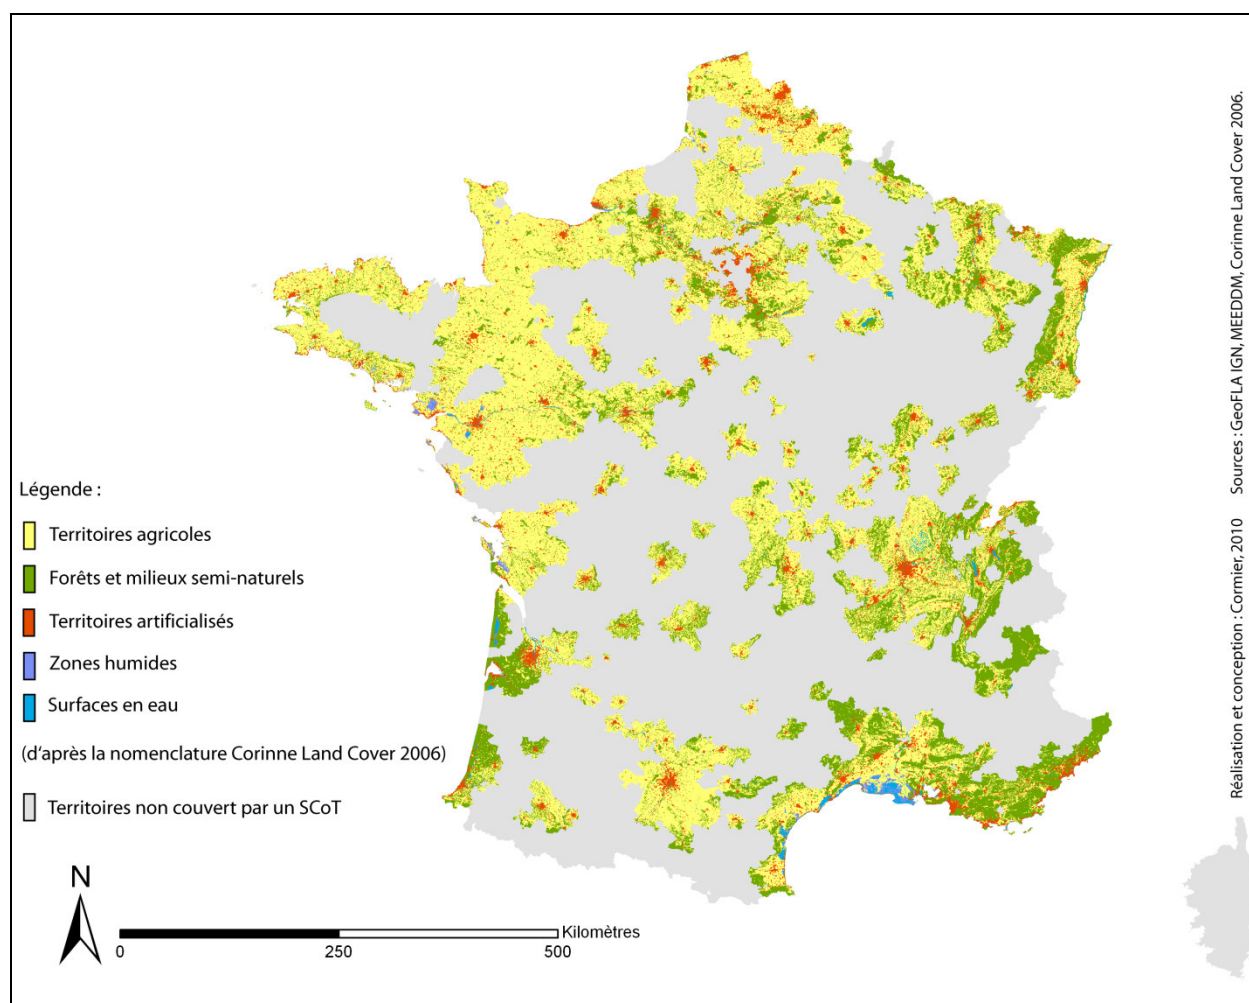 Légende :
Territoires agricoles
Forêts et milieux semi-naturels
Territoires artificialisés
Zones humides
Surfaces en eau
(d'après la nomenclature Corinne Land Cover 2006)
Territoires non couvert par un SCoT
N
Kilomètres
0 250 500
Réalisation et conception : Cormier, 2010 Sources : GeoFLA IGN, MEEDDM, Corinne Land Cover 2006.